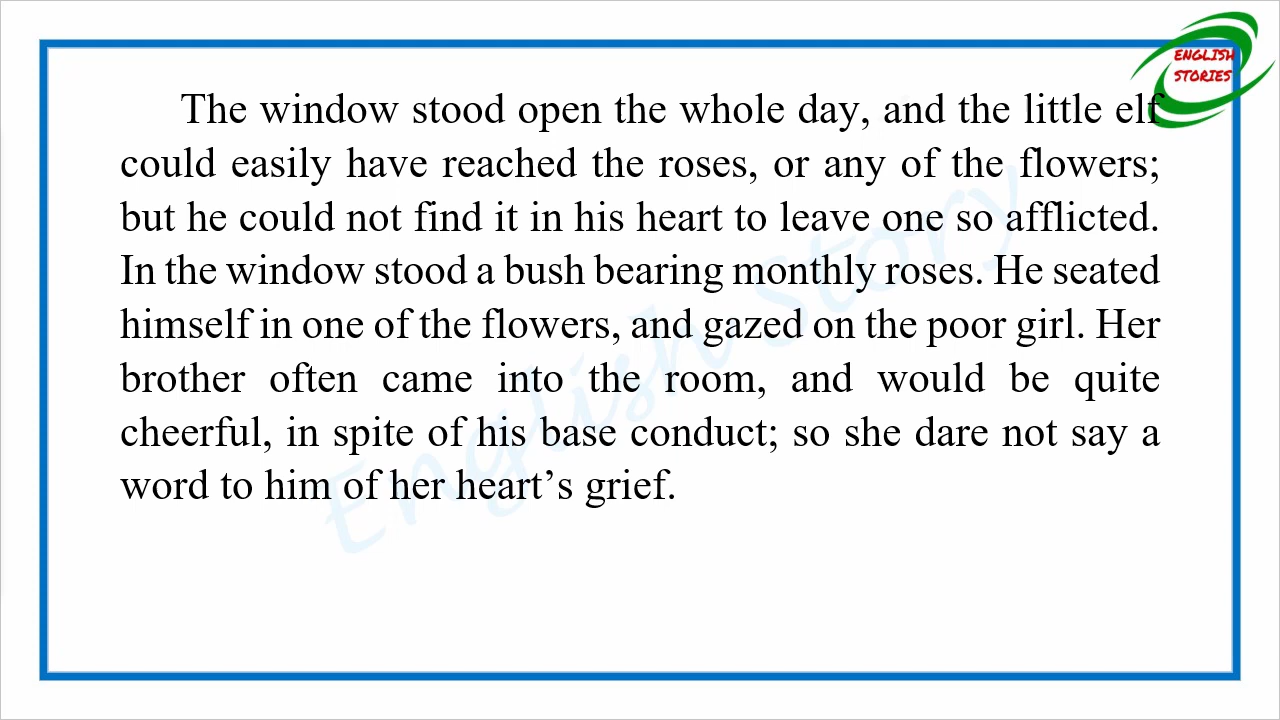 ENGLISH
STORIES
The window stood open the whole day, and the little elf
could easily have reached the roses, or any of the flowers;
but he could not find it in his heart to leave one so afflicted.
In the window stood a bush bearing monthly roses. He seated
himself in one of the flowers, and gazed on the poor girl. Her
brother often came into the room, and would be quite
cheerful, in spite of his base conduct; so she dare not say a
word to him of her heart’s grief.
English Story